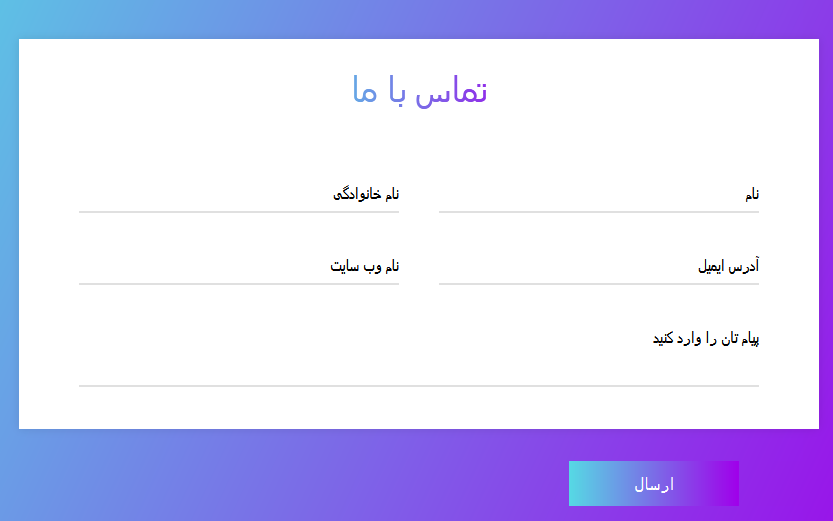 تماس با ما
نام
نام خانوادگی
آدرس ایمیل
نام وب سایت
پیام تان را وارد کنید
ارسال